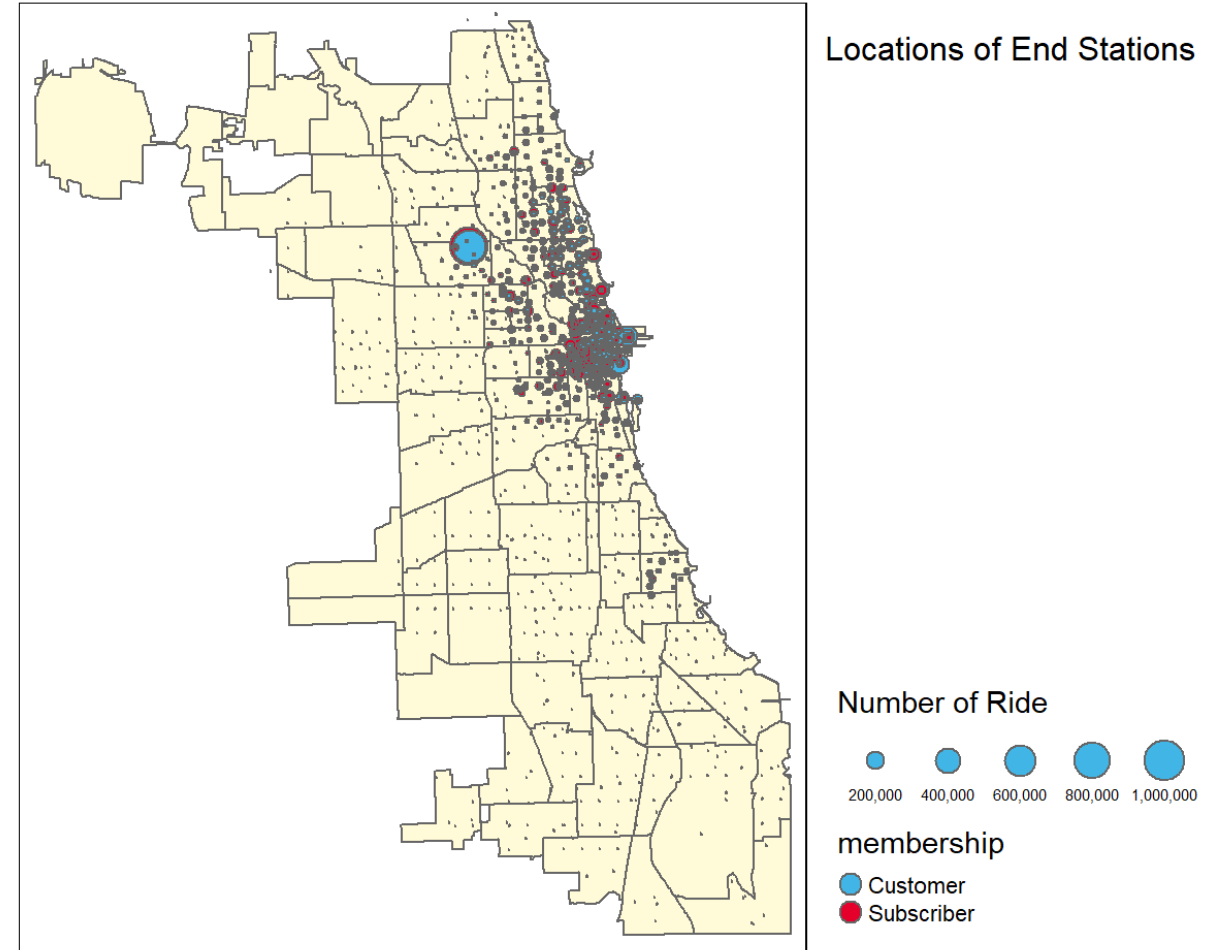 Locations of End Stations
Number of Ride
200,000 400,000 600,000 800,000 1,000,000
membership
Customer
Subscriber